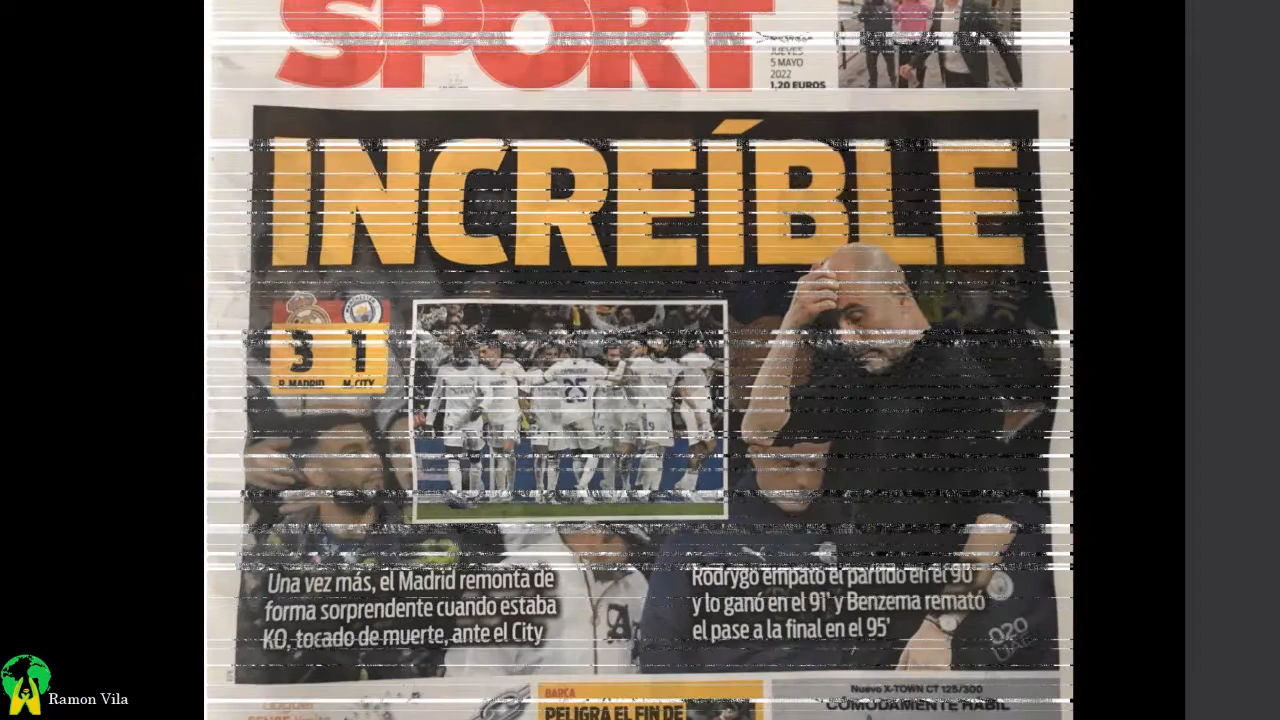 SPORT
JUEVES
5 MAYO
2022
1,20 EUROS
INCREÍBLE
3 1
R. MADRID M. CITY
25
Una vez más, el Madrid remonta de
forma sorprendente cuando estaba
KO, tocado de muerte, ante el City
Rodrygo empató el partido en el 90'
y lo ganó en el 91' y Benzema remató
el pase a la final en el 95'
BARÇA
PELIGRA EL FIN DE
Nuevo X-TOWN CT 125/300
CÓMODAMENTE HÁBIL
Ramon Vila